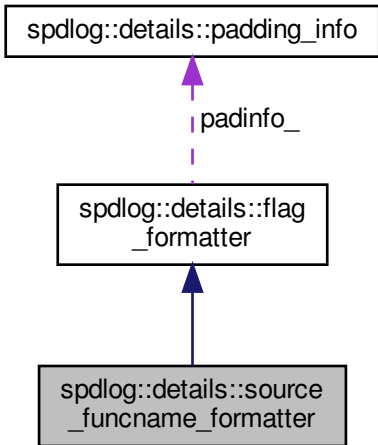 spdlog::details::padding_info
padinfo_
spdlog::details::flag
_formatter
spdlog::details::source
_funcname_formatter